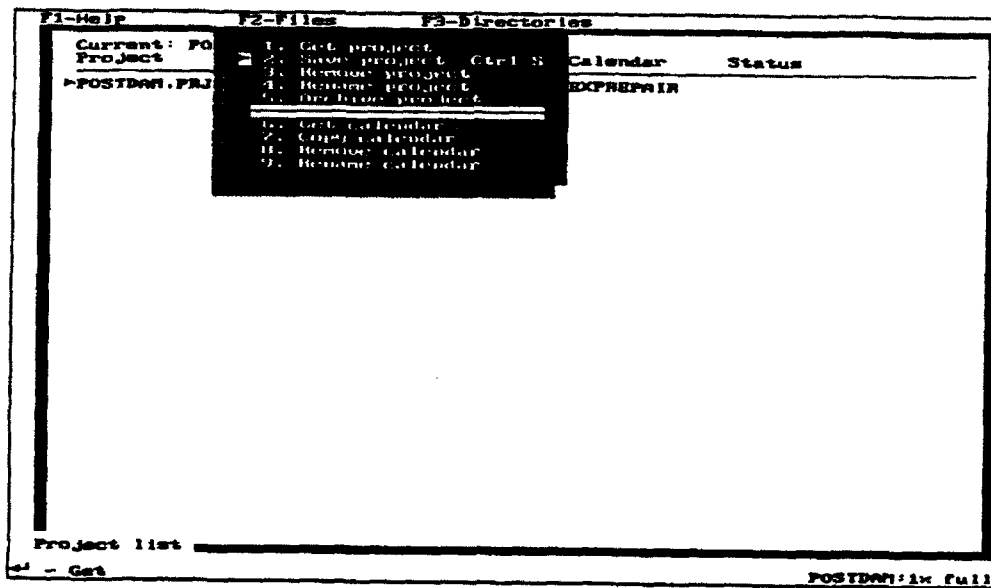 F1-Help F2-Files F3-Directories
Current: PO
Project Calendar Status
►POSTDAM.PRJ EXPREPAIR
1. Get project
2. Save project Ctrl S
3. Remove project
4. Rename project
5. Archive project
6. Get calendar
7. Copy calendar
8. Remove calendar
9. Rename calendar
Project list
↵ - Get POSTDAM:1% full